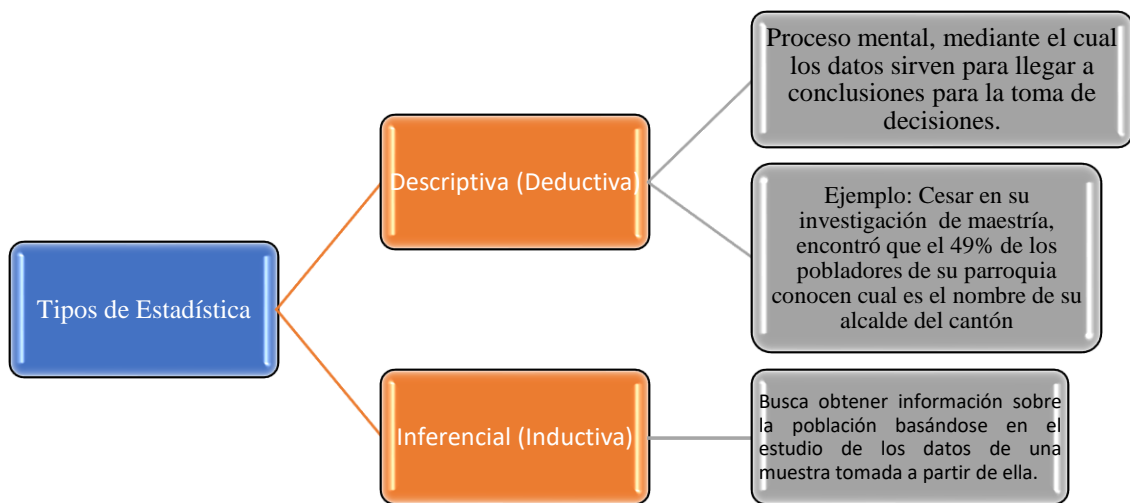 Tipos de Estadística
Descriptiva (Deductiva)
Proceso mental, mediante el cual
los datos sirven para llegar a
conclusiones para la toma de
decisiones.
Ejemplo: Cesar en su
investigación de maestría,
encontró que el 49% de los
pobladores de su parroquia
conocen cual es el nombre de su
alcalde del cantón
Inferencial (Inductiva)
Busca obtener información sobre
la población basándose en el
estudio de los datos de una
muestra tomada a partir de ella.